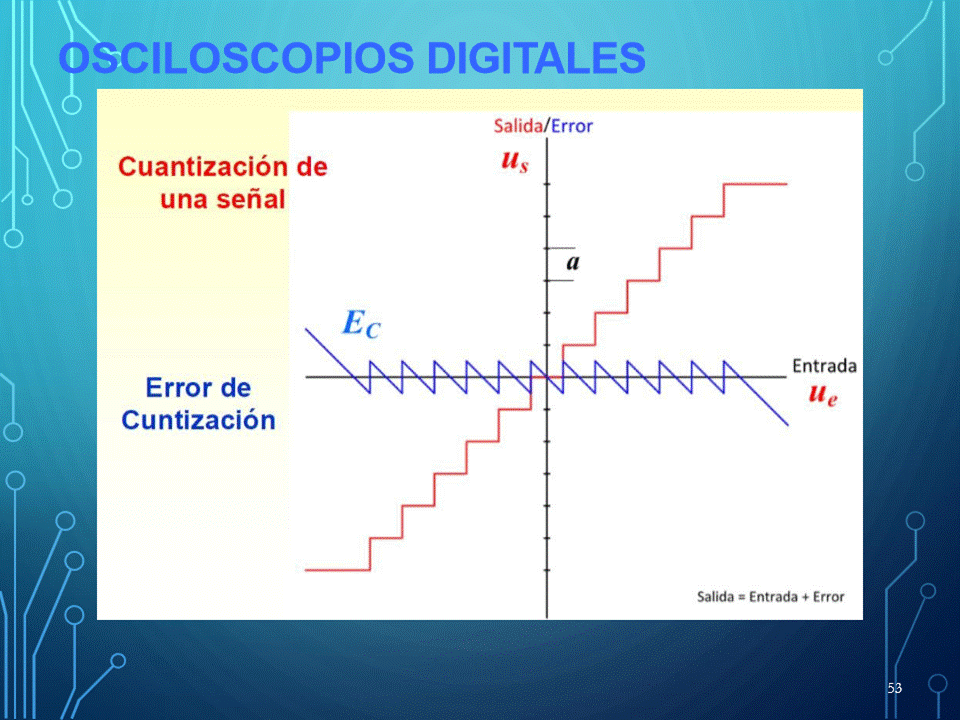 OSCILOSCOPIOS DIGITALES
Salida/Error
u_s
Cuantización de
una señal
a
E_C
Entrada
u_e
Error de
Cuntización
Salida = Entrada + Error
53